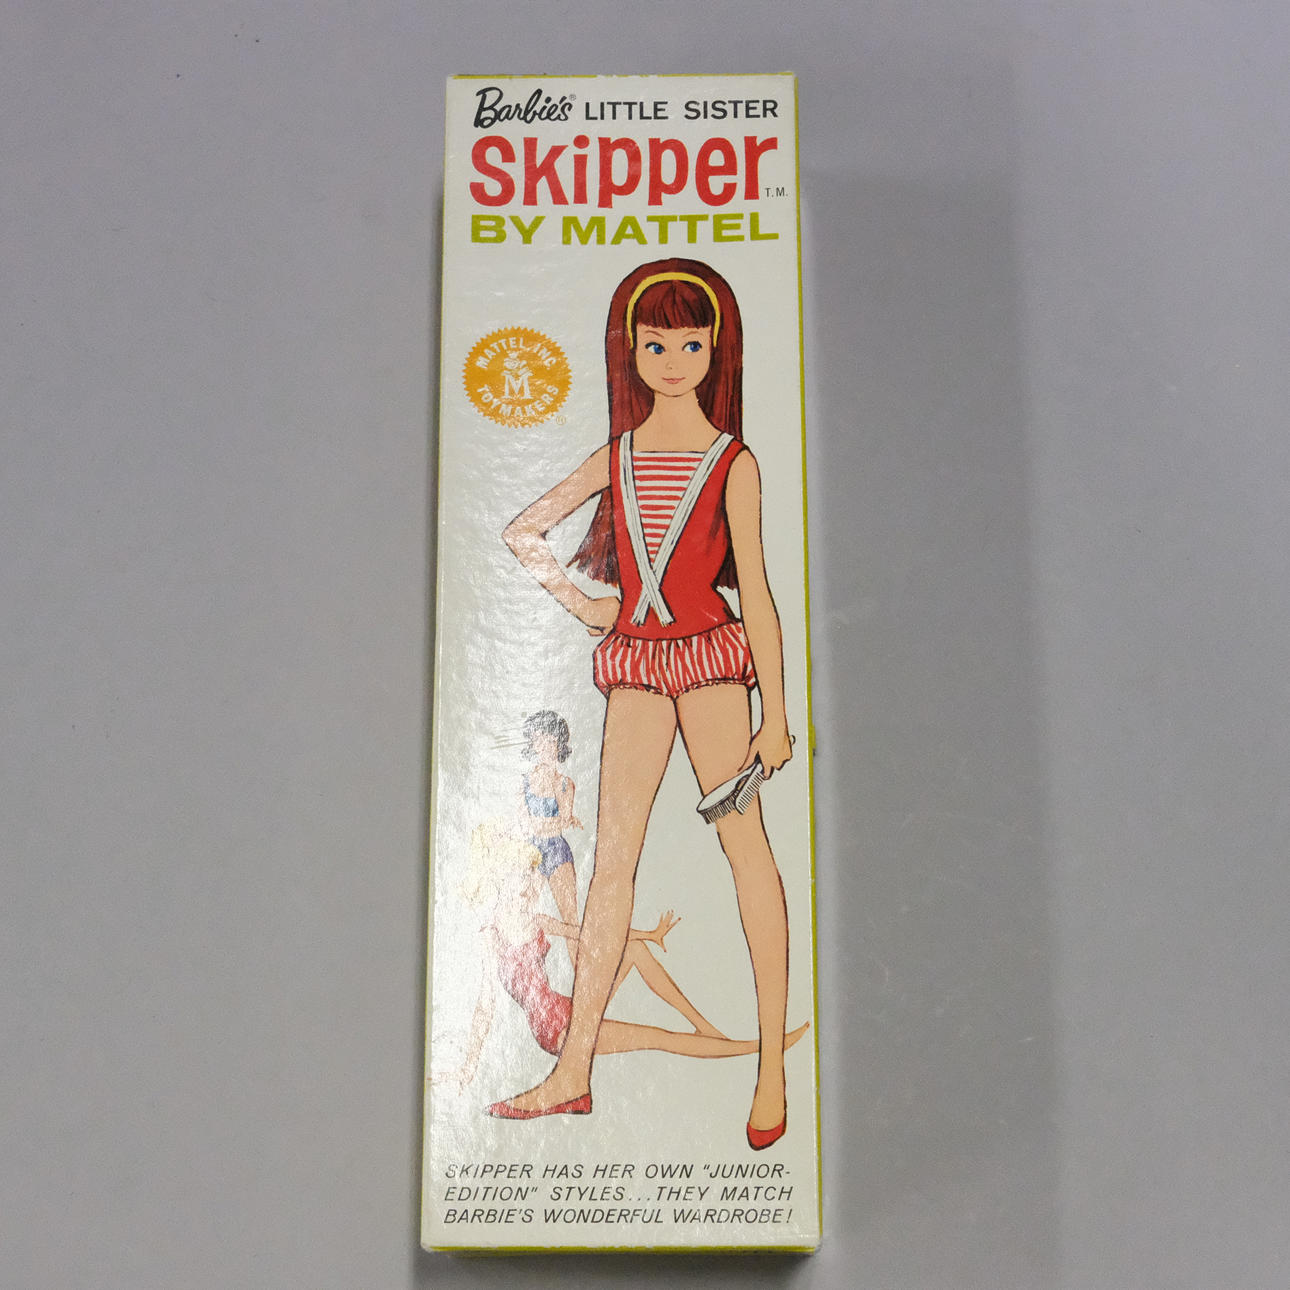 Barbie's® LITTLE SISTER
Skipper T.M.
BY MATTEL
MATTEL, INC.
M
TOYMAKERS
®
SKIPPER HAS HER OWN "JUNIOR-
EDITION" STYLES...THEY MATCH
BARBIE'S WONDERFUL WARDROBE!